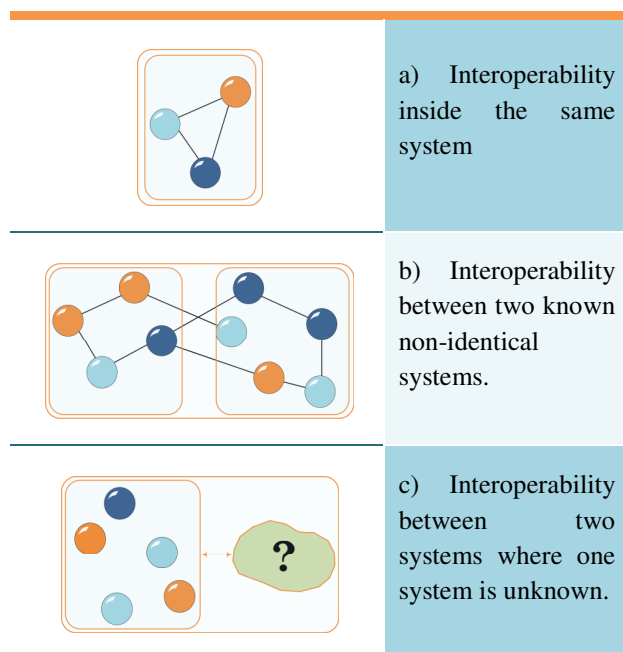 a) Interoperability
inside the same
system
b) Interoperability
between two known
non-identical
systems.
?
c) Interoperability
between two
systems where one
system is unknown.